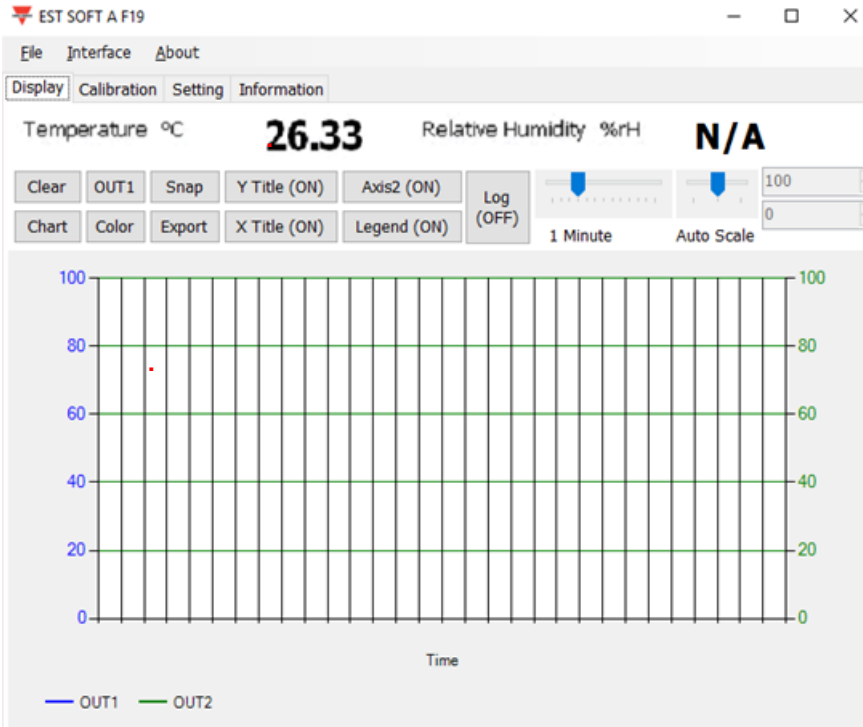 EST SOFT A F19
File Interface About
Display Calibration Setting Information
Temperature ºC 26.33 Relative Humidity %rH N/A
Clear OUT1 Snap Y Title (ON) Axis2 (ON) Log (OFF) 100
Chart Color Export X Title (ON) Legend (ON) 1 Minute Auto Scale 0
100 100
80 80
60 60
40 40
20 20
0 0
Time
OUT1 OUT2